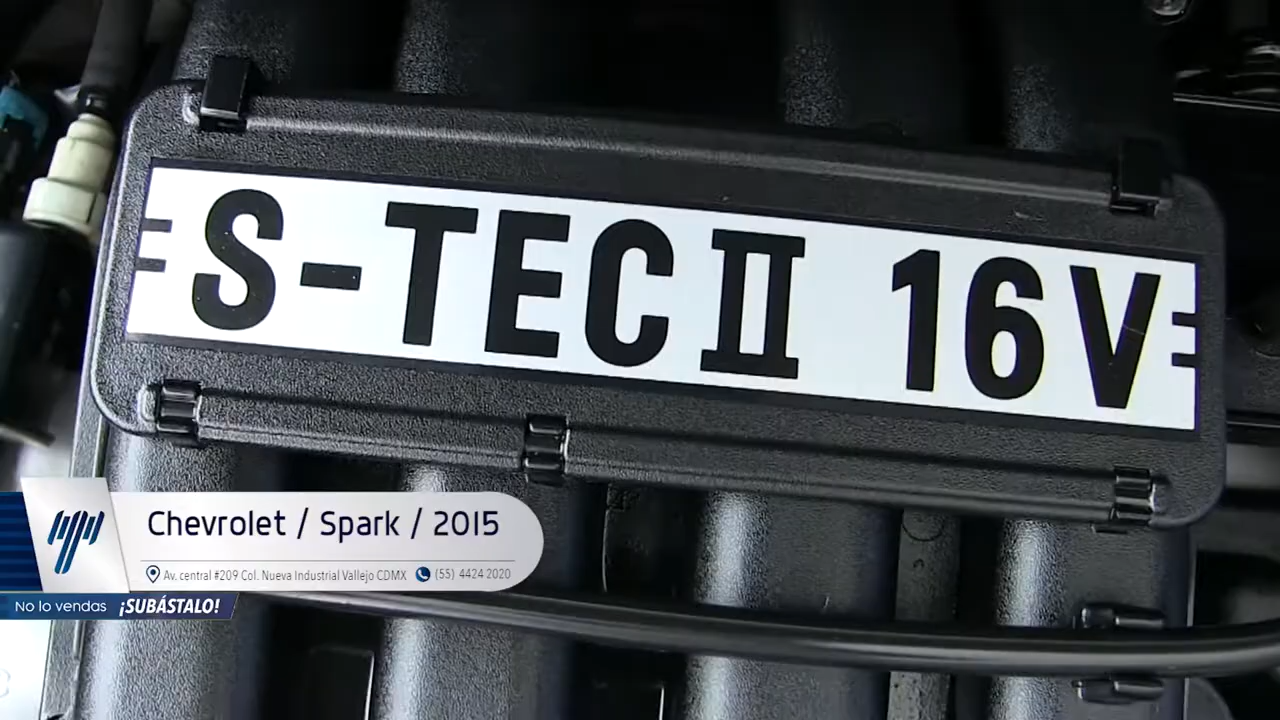 S-TEC II 16V
Chevrolet / Spark / 2015
Av. central #209 Col. Nueva Industrial Vallejo CDMX (55) 4424 2020
No lo vendas ¡SUBÁSTALO!